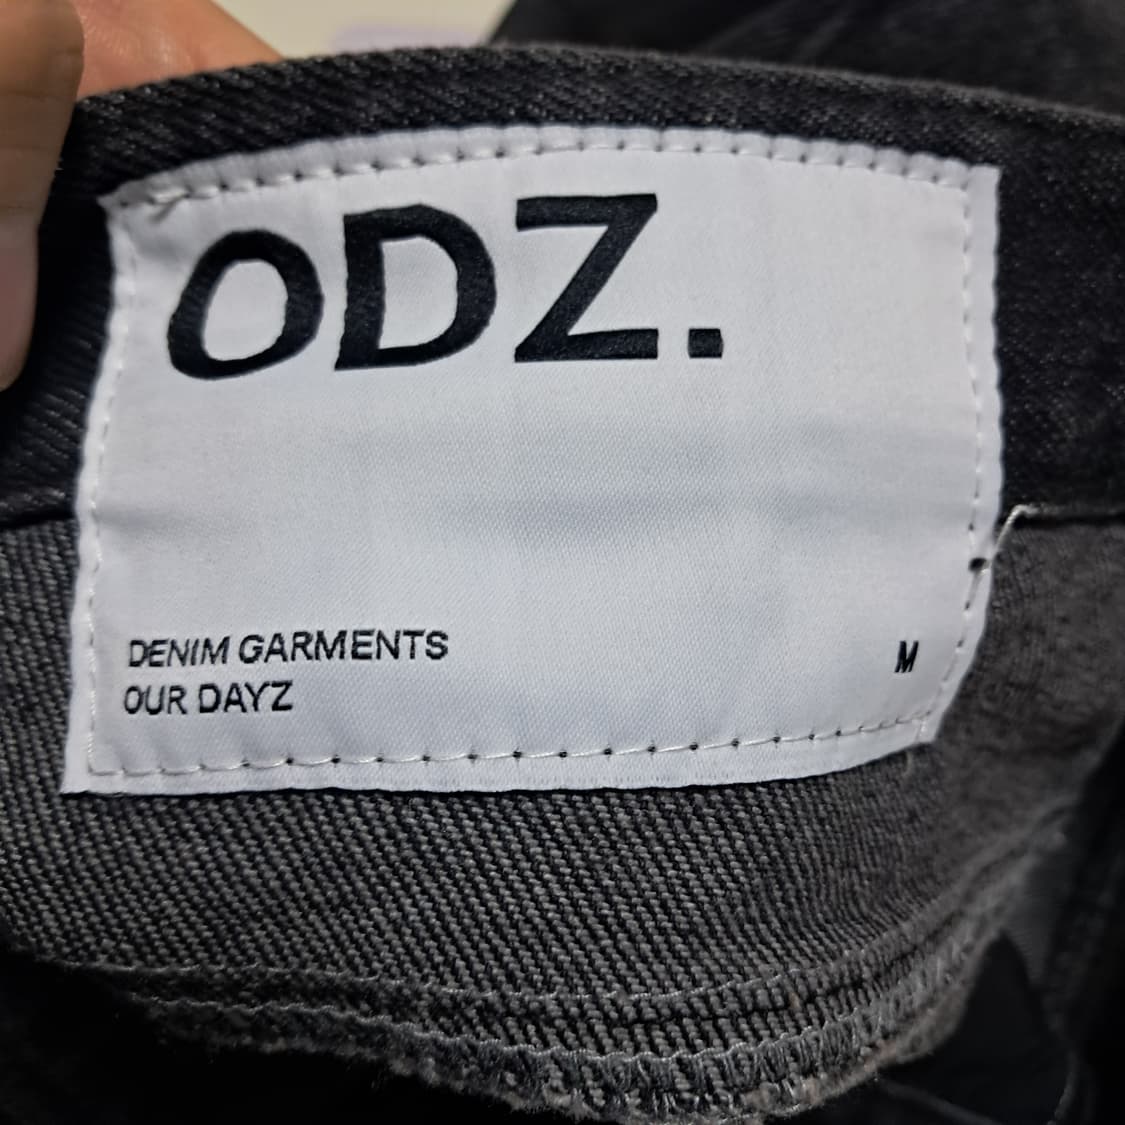 ODZ.
DENIM GARMENTS
OUR DAYZ
M